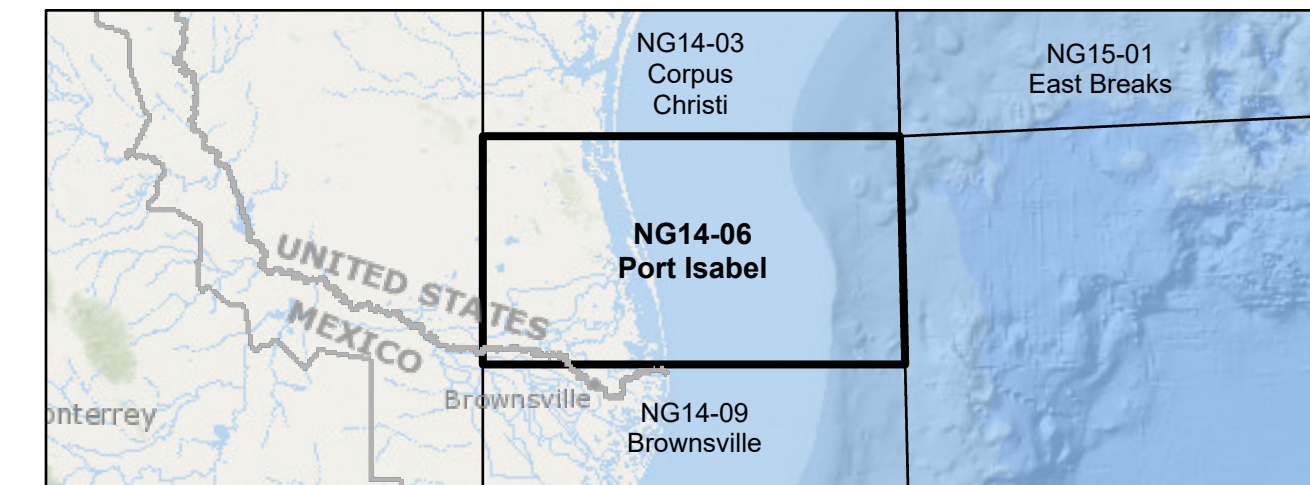 NG14-03
Corpus
Christi
NG15-01
East Breaks
NG14-06
Port Isabel
UNITED STATES
MEXICO
Brownsville
onterrey
NG14-09
Brownsville